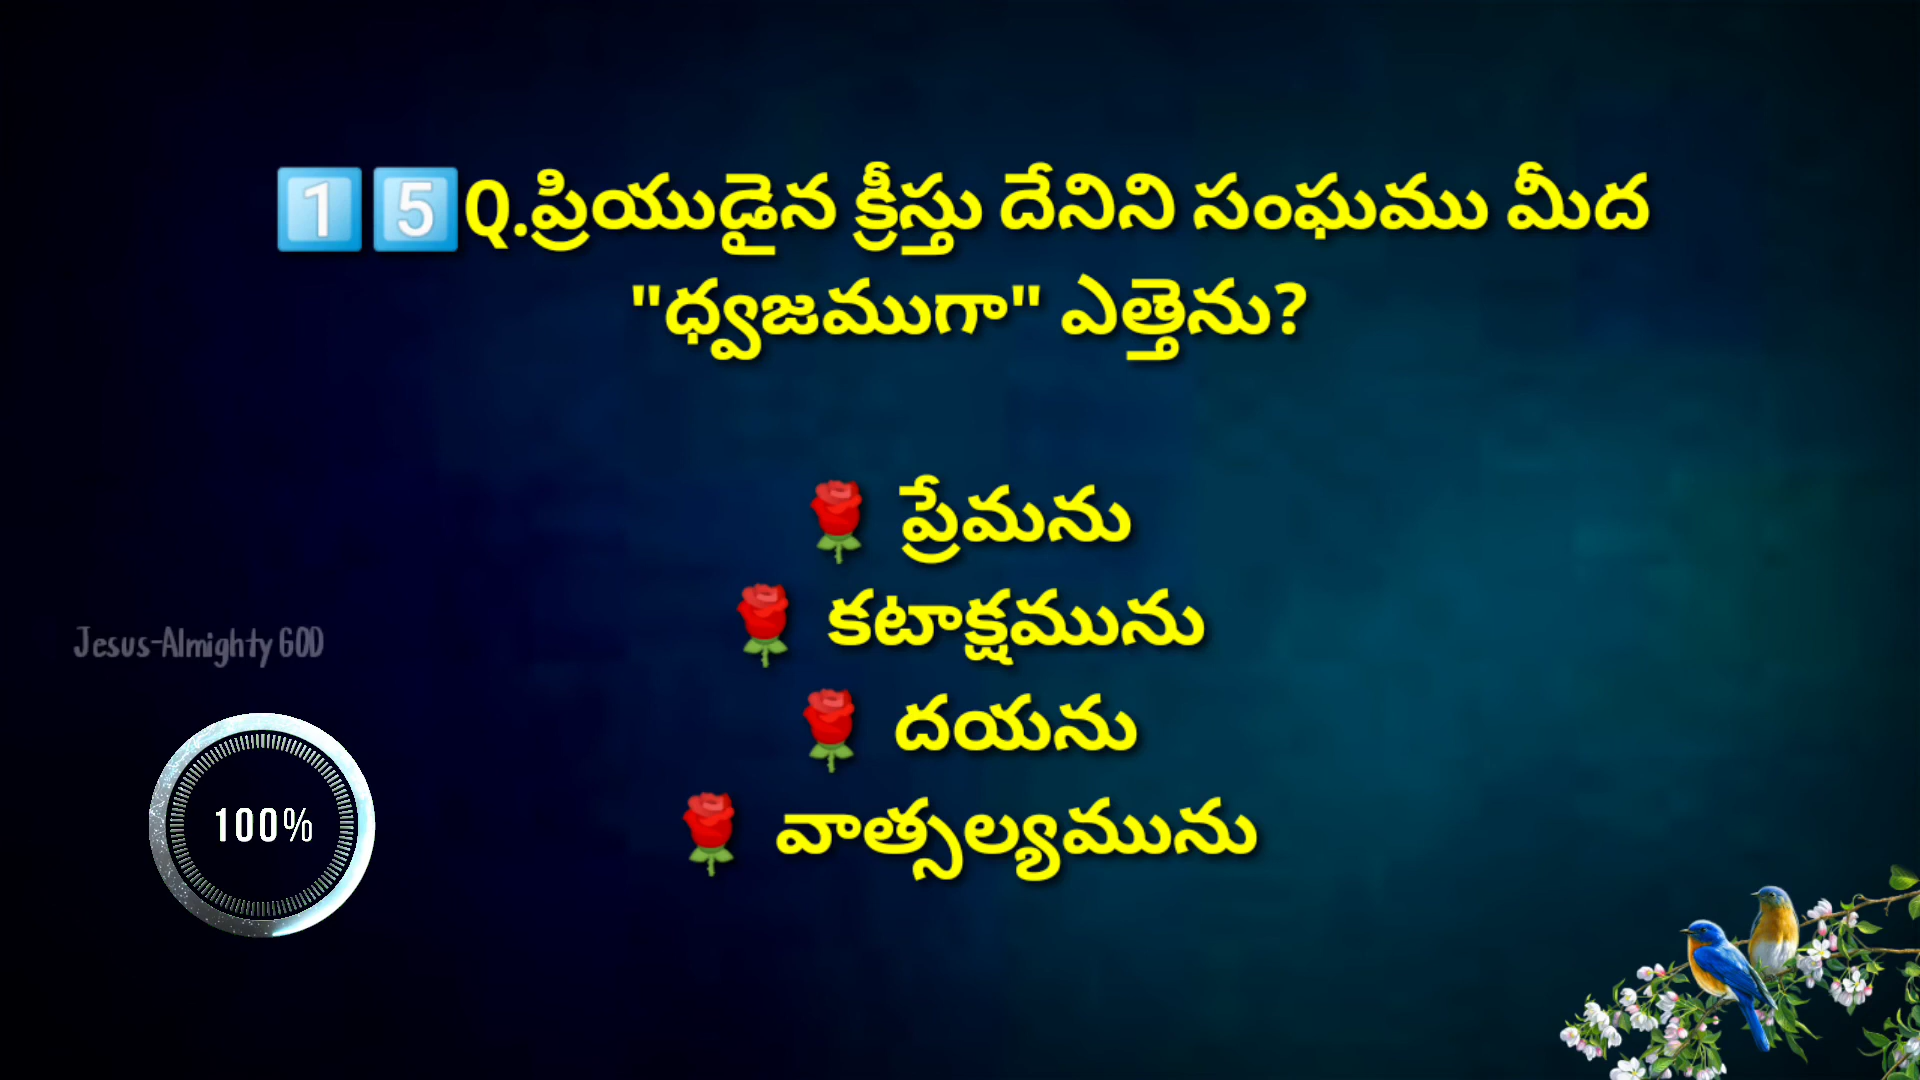 1️⃣5️⃣Q.ప్రియుడైన క్రీస్తు దేనిని సంఘము మీద
"ధ్వజముగా" ఎత్తెను?
🌹 ప్రేమను
🌹 కటాక్షమును
🌹 దయను
🌹 వాత్సల్యమును
Jesus-Almighty GOD
100%